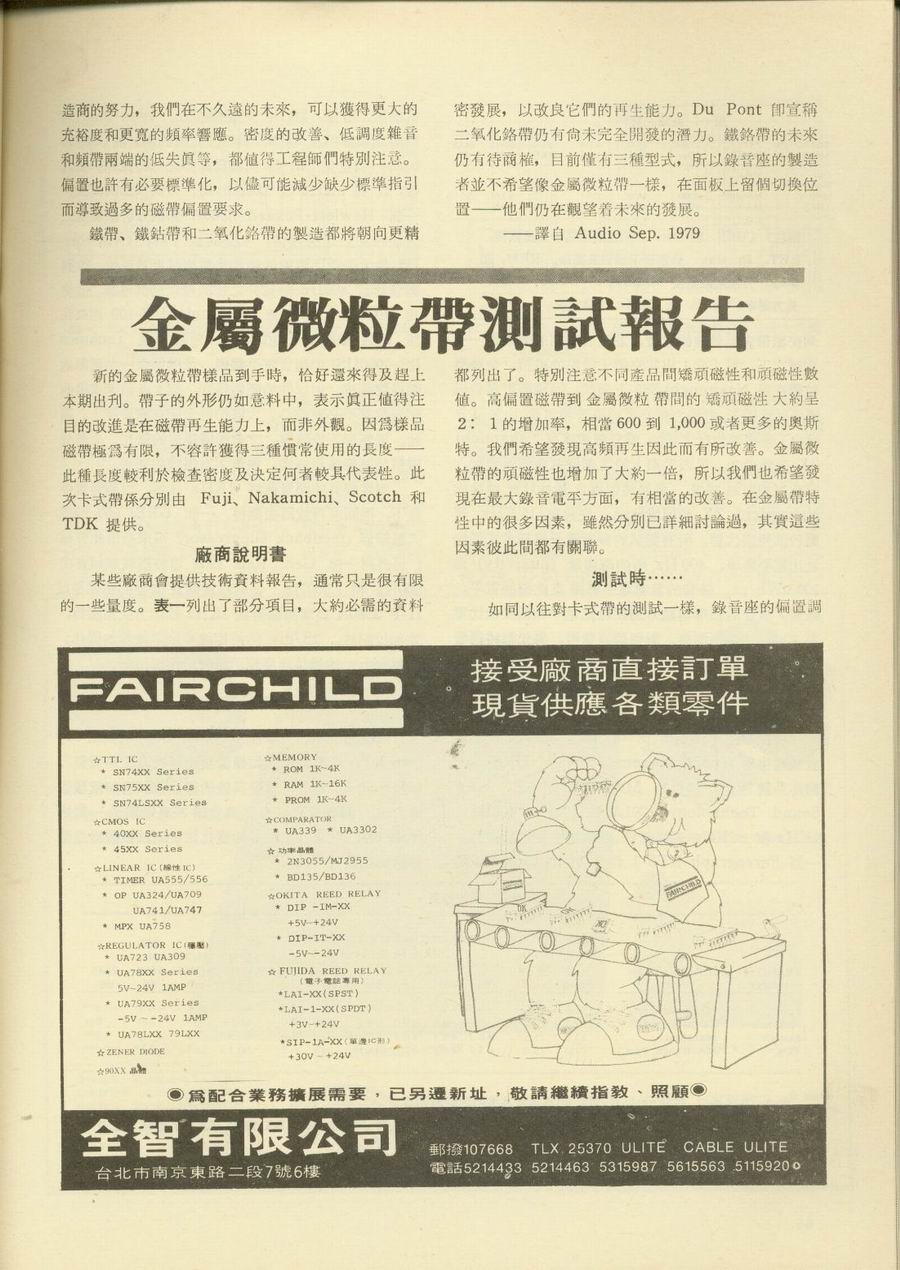 造商的努力，我們在不久遠的未來，可以獲得更大的
充裕度和更寬的頻率響應。密度的改善、低調度雜音
和頻帶兩端的低失眞等，都値得工程師們特別注意。
偏置也許有必要標準化，以儘可能減少缺少標準指引
而導致過多的磁帶偏置要求。
鐵帶、鐵鈷帶和二氧化鉻帶的製造都將朝向更精
密發展，以改良它們的再生能力。Du Pont 卽宣稱
二氧化鉻帶仍有尙未完全開發的潛力。鐵鉻帶的未來
仍有待商榷，目前僅有三種型式，所以錄音座的製造
者並不希望像金屬微粒帶一樣，在面板上留個切換位
置——他們仍在觀望着未來的發展。
——譯自 Audio Sep. 1979
金屬微粒帶測試報告
新的金屬微粒帶樣品到手時，恰好還來得及趕上
本期出刋。帶子的外形仍如意料中，表示眞正値得注
目的改進是在磁帶再生能力上，而非外觀。因爲樣品
磁帶極爲有限，不容許獲得三種慣常使用的長度——
此種長度較利於檢查密度及決定何者較具代表性。此
次卡式帶係分別由 Fuji、Nakamichi、Scotch 和
TDK 提供。
廠商說明書
某些廠商會提供技術資料報告，通常只是很有限
的一些量度。表一列出了部分項目，大約必需的資料
都列出了。特別注意不同產品間矯頑磁性和頑磁性數
値。高偏置磁帶到金屬微粒帶間的矯頑磁性大約呈
2：1的增加率，相當600到1,000或者更多的奧斯
特。我們希望發現高頻再生因此而有所改善。金屬微
粒帶的頑磁性也增加了大約一倍，所以我們也希望發
現在最大錄音電平方面，有相當的改善。在金屬帶特
性中的很多因素，雖然分別已詳細討論過，其實這些
因素彼此間都有關聯。
測試時……
如同以往對卡式帶的測試一樣，錄音座的偏置調
FAIRCHILD
接受廠商直接訂單
現貨供應各類零件
☆TTL IC
* SN74XX Series
* SN75XX Series
* SN74LSXX Series
☆CMOS IC
* 40XX Series
* 45XX Series
☆LINEAR IC(線性IC)
* TIMER UA555/556
* OP UA324/UA709
UA741/UA747
* MPX UA758
☆REGULATOR IC(穩壓)
* UA723 UA309
* UA78XX Series
5V~24V 1AMP
* UA79XX Series
-5V~-24V 1AMP
* UA78LXX 79LXX
☆ZENER DIODE
☆90XX 晶體
☆MEMORY
* ROM 1K~4K
* RAM 1K~16K
* PROM 1K~4K
☆COMPARATOR
* UA339 * UA3302
☆功率晶體
* 2N3055/MJ2955
* BD135/BD136
☆OKITA REED RELAY
* DIP-IM-XX
+5V~+24V
* DIP-IT-XX
-5V~-24V
☆FUJIDA REED RELAY
(電子電話專用)
*LAI-XX(SPST)
*LAI-1-XX(SPDT)
+3V~+24V
*SIP-1A-XX(單邊IC形)
+30V~+24V
FAIRCHILD
◉爲配合業務擴展需要，已另遷新址，敬請繼續指敎、照顧◉
全智有限公司
台北市南京東路二段7號6樓
郵撥107668 TLX 25370 ULITE CABLE ULITE
電話5214433 5214463 5315987 5615563 5115920